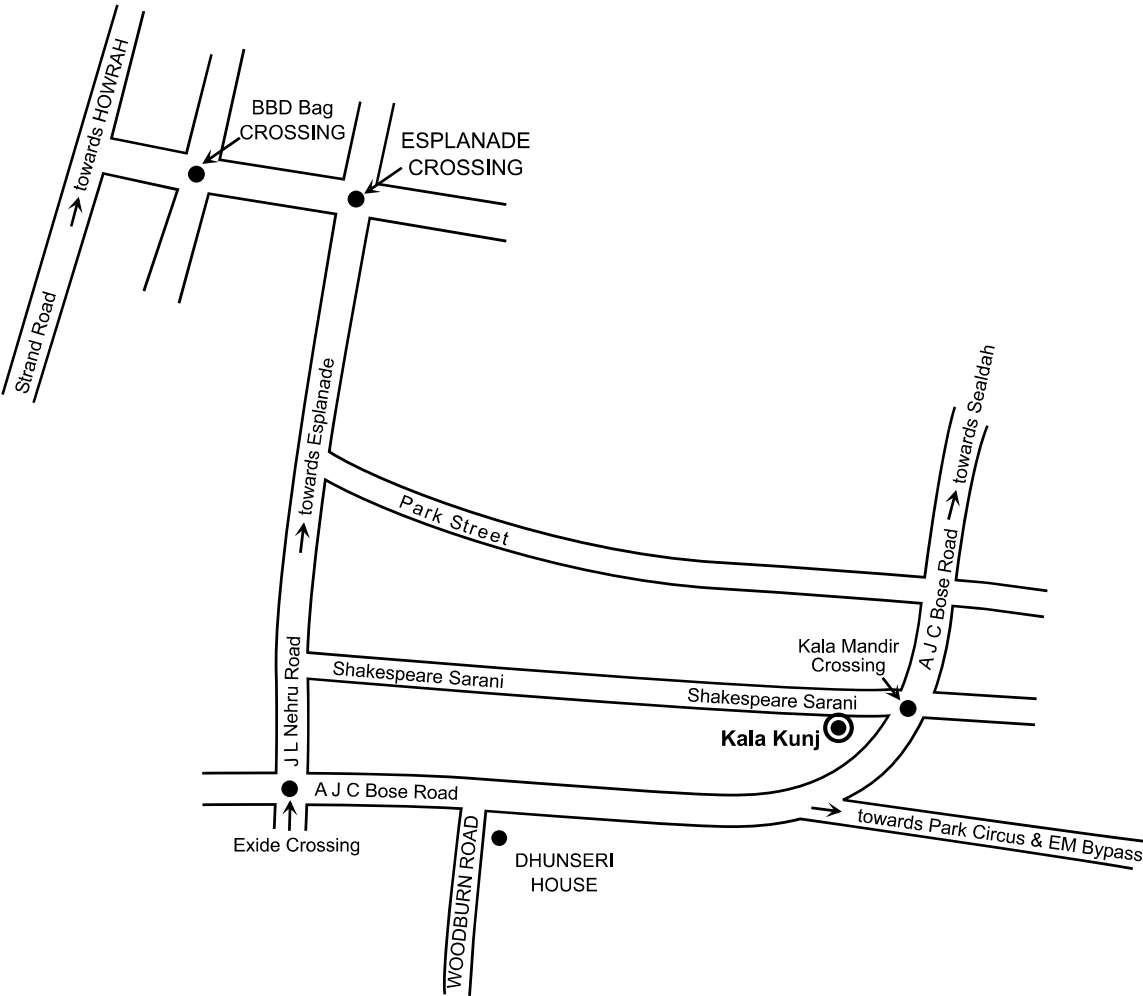 towards HOWRAH
BBD Bag
CROSSING
ESPLANADE
CROSSING
Strand Road
towards Esplanade
towards Sealdah
Park Street
A J C Bose Road
Kala Mandir
Crossing
J L Nehru Road
Shakespeare Sarani
Shakespeare Sarani
Kala Kunj
A J C Bose Road
towards Park Circus & EM Bypass
Exide Crossing
WOODBURN ROAD
DHUNSERI
HOUSE